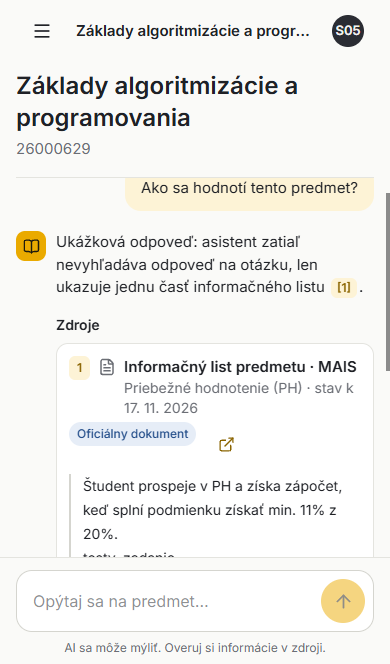 Základy algoritmizácie a progr...
S05
Základy algoritmizácie a
programovania
26000629
Ako sa hodnotí tento predmet?
Ukážková odpoveď: asistent zatiaľ
nevyhľadáva odpoveď na otázku, len
ukazuje jednu časť informačného listu [1] .
Zdroje
1 Informačný list predmetu · MAIS
Priebežné hodnotenie (PH) · stav k
17. 11. 2026
Oficiálny dokument
Študent prospeje v PH a získa zápočet,
keď splní podmienku získať min. 11% z
20%.
testy, zadanie
Opýtaj sa na predmet...
AI sa môže mýliť. Overuj si informácie v zdroji.